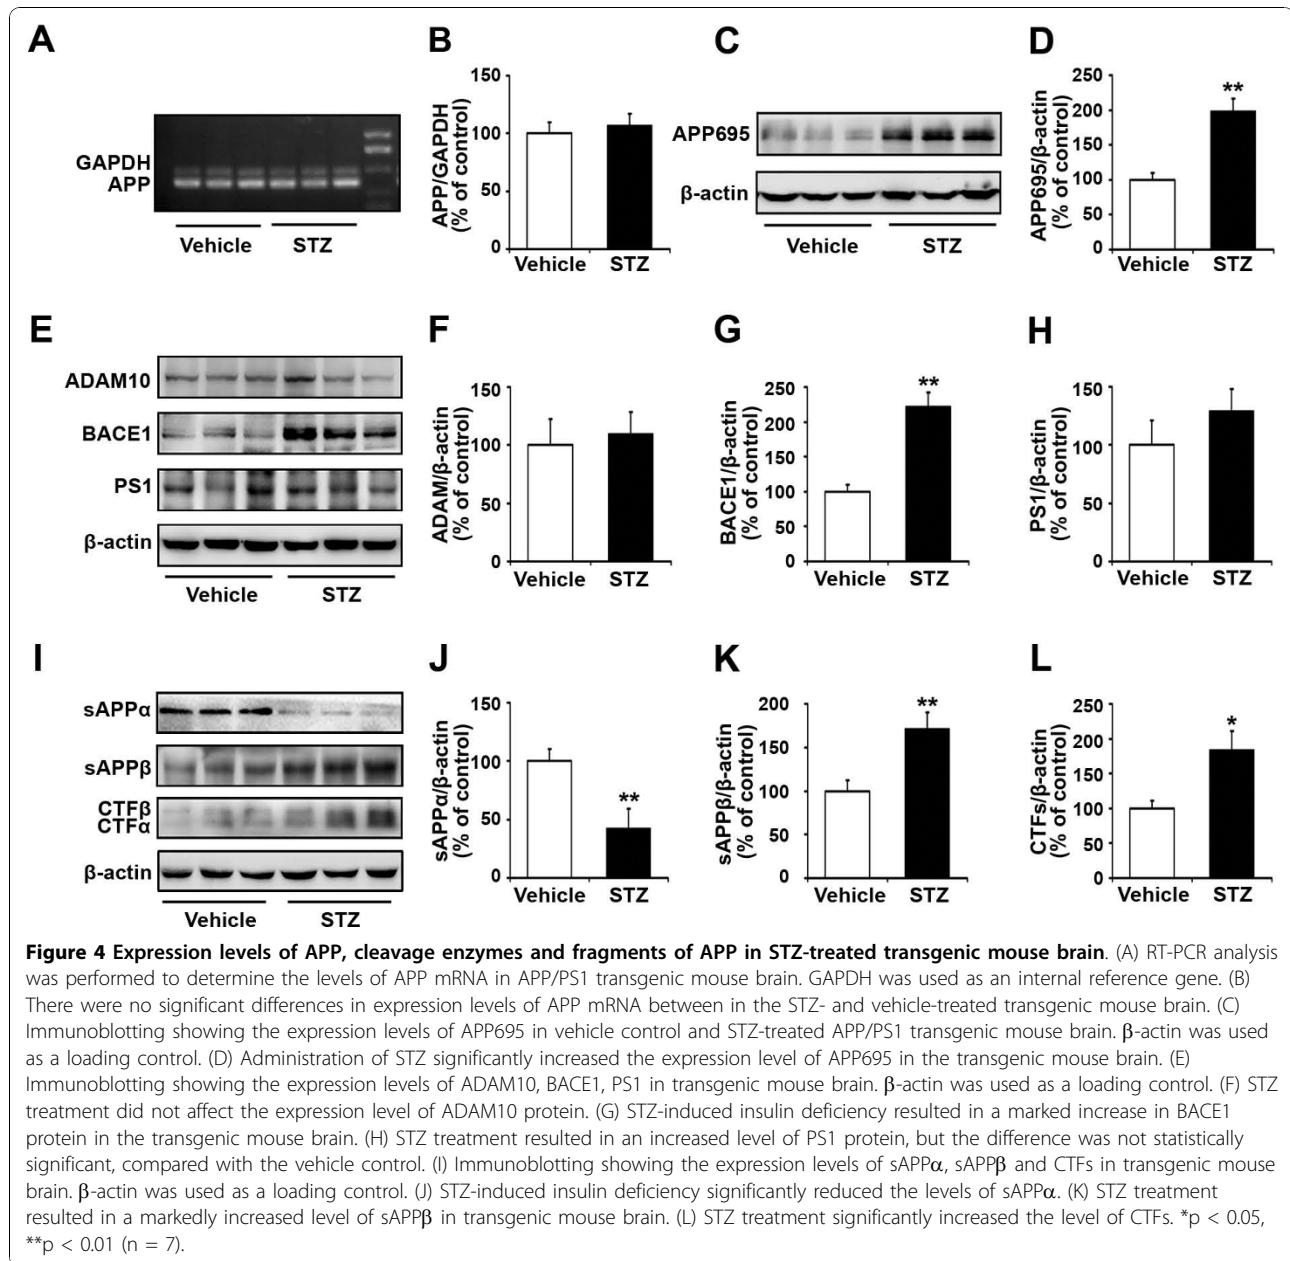 A
GAPDH
APP
Vehicle STZ
B
APP/GAPDH
(% of control)
150
100
50
0
Vehicle STZ
C
APP695
β-actin
Vehicle STZ
D
APP695/β-actin
(% of control)
250
200
150
100
50
0
**
Vehicle STZ
E
ADAM10
BACE1
PS1
β-actin
Vehicle STZ
F
ADAM/β-actin
(% of control)
150
100
50
0
Vehicle STZ
G
BACE1/β-actin
(% of control)
250
200
150
100
50
0
**
Vehicle STZ
H
PS1/β-actin
(% of control)
150
100
50
0
Vehicle STZ
I
sAPPα
sAPPβ
CTFβ
CTFα
β-actin
Vehicle STZ
J
sAPPα/β-actin
(% of control)
150
100
50
0
**
Vehicle STZ
K
sAPPβ/β-actin
(% of control)
200
150
100
50
0
**
Vehicle STZ
L
CTFs/β-actin
(% of control)
250
200
150
100
50
0
*
Vehicle STZ
Figure 4 Expression levels of APP, cleavage enzymes and fragments of APP in STZ-treated transgenic mouse brain. (A) RT-PCR analysis
was performed to determine the levels of APP mRNA in APP/PS1 transgenic mouse brain. GAPDH was used as an internal reference gene. (B)
There were no significant differences in expression levels of APP mRNA between in the STZ- and vehicle-treated transgenic mouse brain. (C)
Immunoblotting showing the expression levels of APP695 in vehicle control and STZ-treated APP/PS1 transgenic mouse brain. β-actin was used
as a loading control. (D) Administration of STZ significantly increased the expression level of APP695 in the transgenic mouse brain. (E)
Immunoblotting showing the expression levels of ADAM10, BACE1, PS1 in transgenic mouse brain. β-actin was used as a loading control. (F) STZ
treatment did not affect the expression level of ADAM10 protein. (G) STZ-induced insulin deficiency resulted in a marked increase in BACE1
protein in the transgenic mouse brain. (H) STZ treatment resulted in an increased level of PS1 protein, but the difference was not statistically
significant, compared with the vehicle control. (I) Immunoblotting showing the expression levels of sAPPα, sAPPβ and CTFs in transgenic mouse
brain. β-actin was used as a loading control. (J) STZ-induced insulin deficiency significantly reduced the levels of sAPPα. (K) STZ treatment
resulted in a markedly increased level of sAPPβ in transgenic mouse brain. (L) STZ treatment significantly increased the level of CTFs. *p < 0.05,
**p < 0.01 (n = 7).